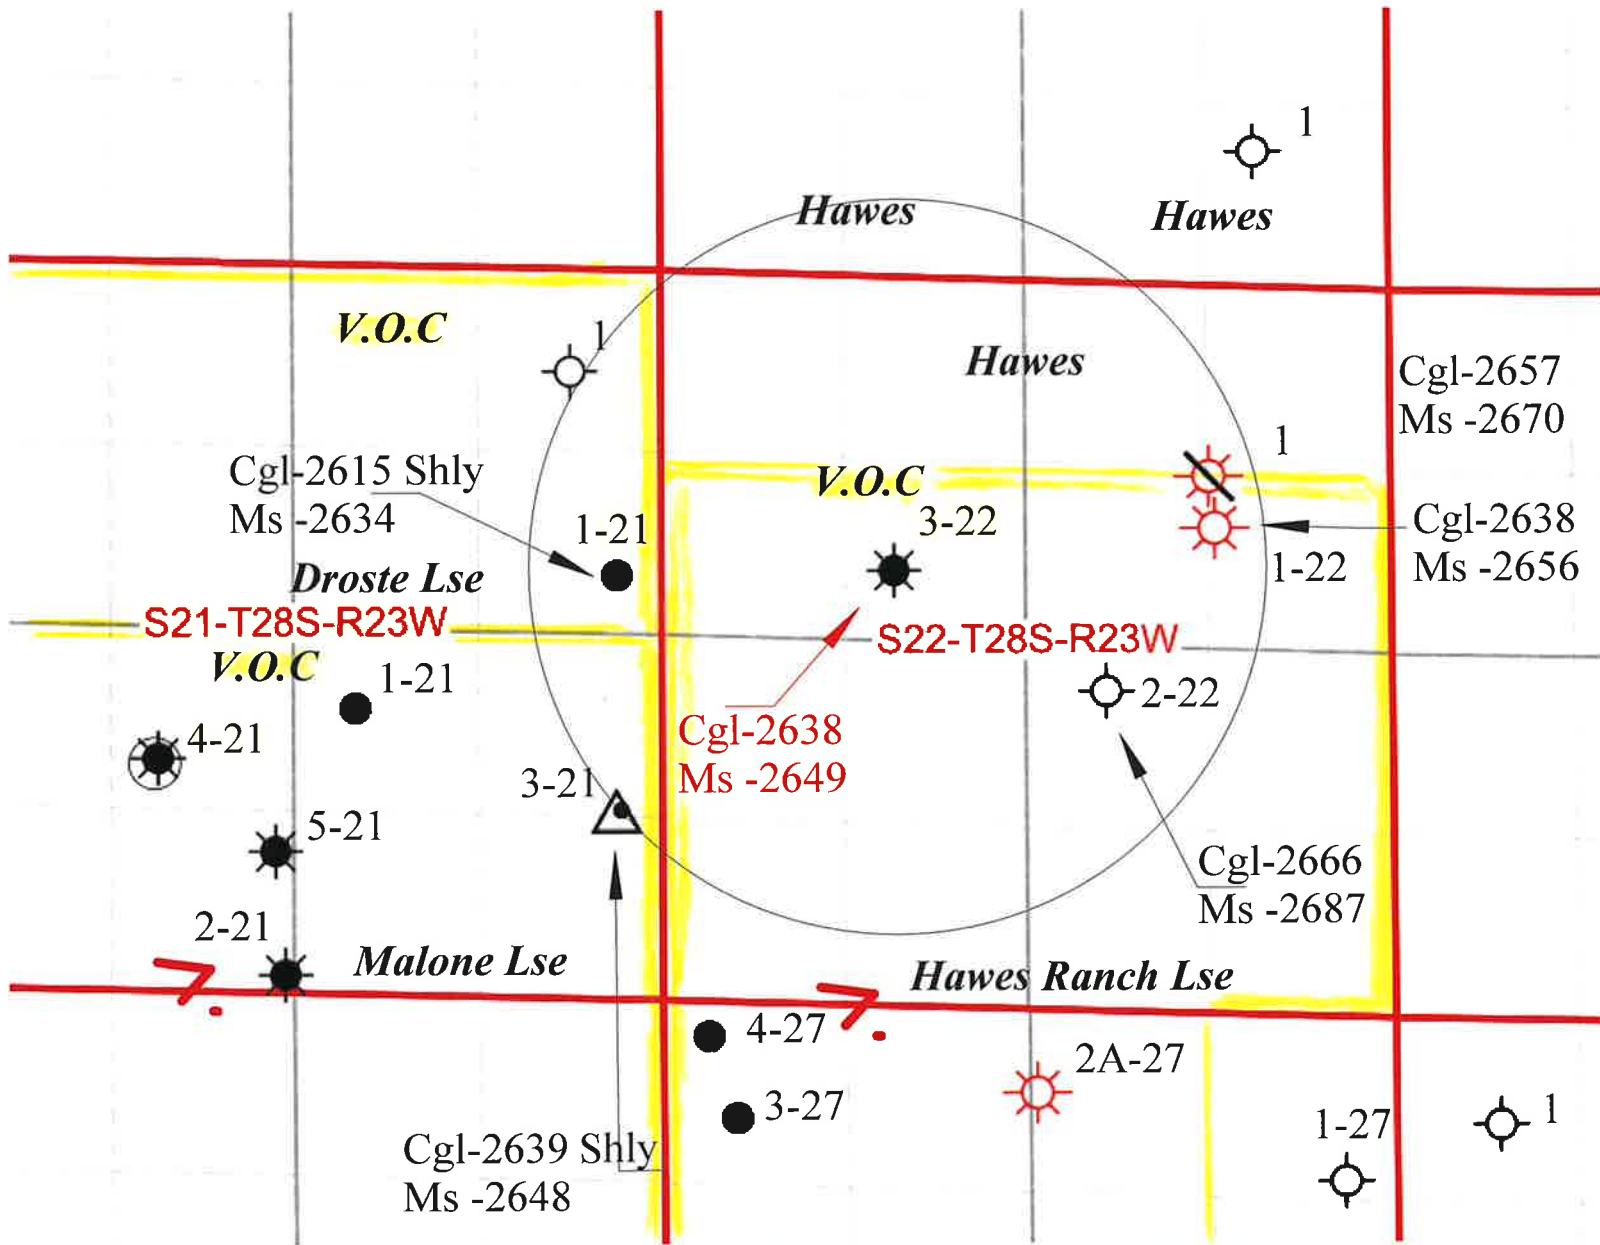 1
Hawes
Hawes
V.O.C
1
Hawes
Cgl-2657
Ms -2670
1
Cgl-2615 Shly
Ms -2634
V.O.C
3-22
1-21
Cgl-2638
Ms -2656
1-22
Droste Lse
S21-T28S-R23W
S22-T28S-R23W
V.O.C
1-21
2-22
4-21
Cgl-2638
Ms -2649
3-21
5-21
Cgl-2666
Ms -2687
2-21
Malone Lse
Hawes Ranch Lse
4-27
2A-27
3-27
1-27
1
Cgl-2639 Shly
Ms -2648